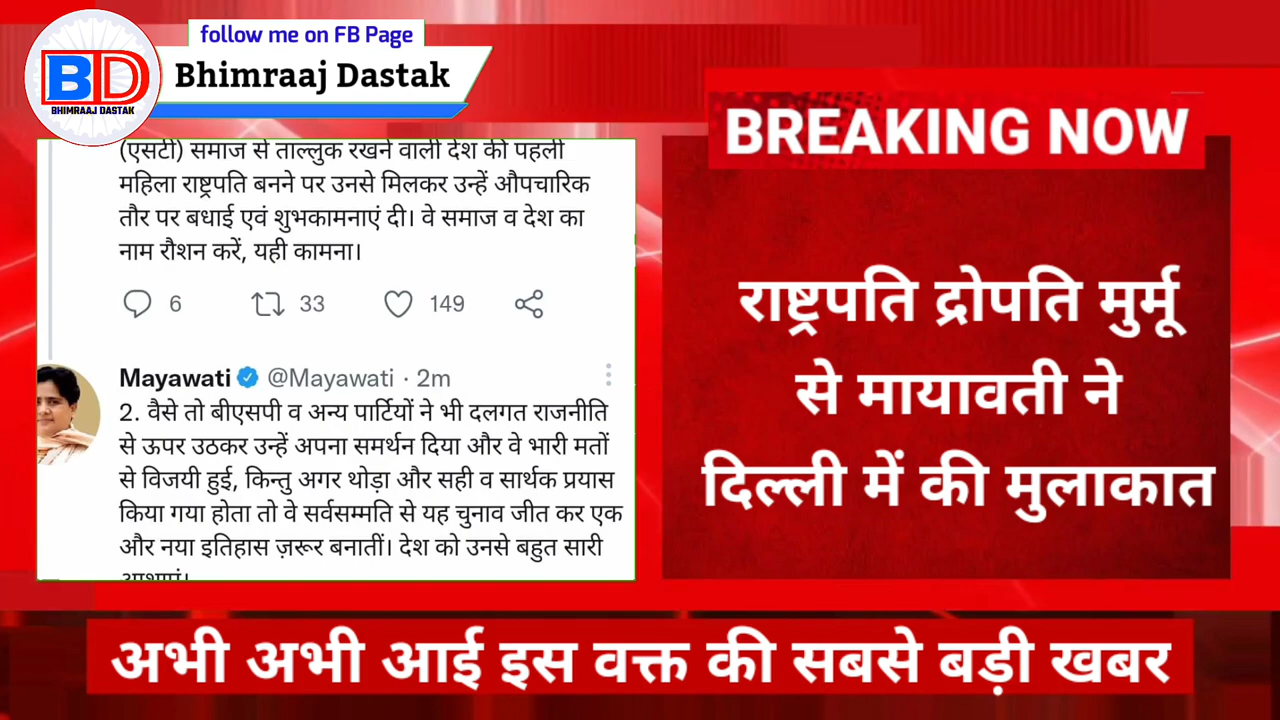 follow me on FB Page
Bhimraaj Dastak
BD
BHIMRAAJ DASTAK
(एसटी) समाज से ताल्लुक रखने वाली देश की पहली
महिला राष्ट्रपति बनने पर उनसे मिलकर उन्हें औपचारिक
तौर पर बधाई एवं शुभकामनाएं दी। वे समाज व देश का
नाम रौशन करें, यही कामना।
6 33 149
Mayawati @Mayawati · 2m
2. वैसे तो बीएसपी व अन्य पार्टियों ने भी दलगत राजनीति
से ऊपर उठकर उन्हें अपना समर्थन दिया और वे भारी मतों
से विजयी हुई, किन्तु अगर थोड़ा और सही व सार्थक प्रयास
किया गया होता तो वे सर्वसम्मति से यह चुनाव जीत कर एक
और नया इतिहास ज़रूर बनातीं। देश को उनसे बहुत सारी
BREAKING NOW
राष्ट्रपति द्रोपति मुर्मू
से मायावती ने
दिल्ली में की मुलाकात
अभी अभी आई इस वक्त की सबसे बड़ी खबर